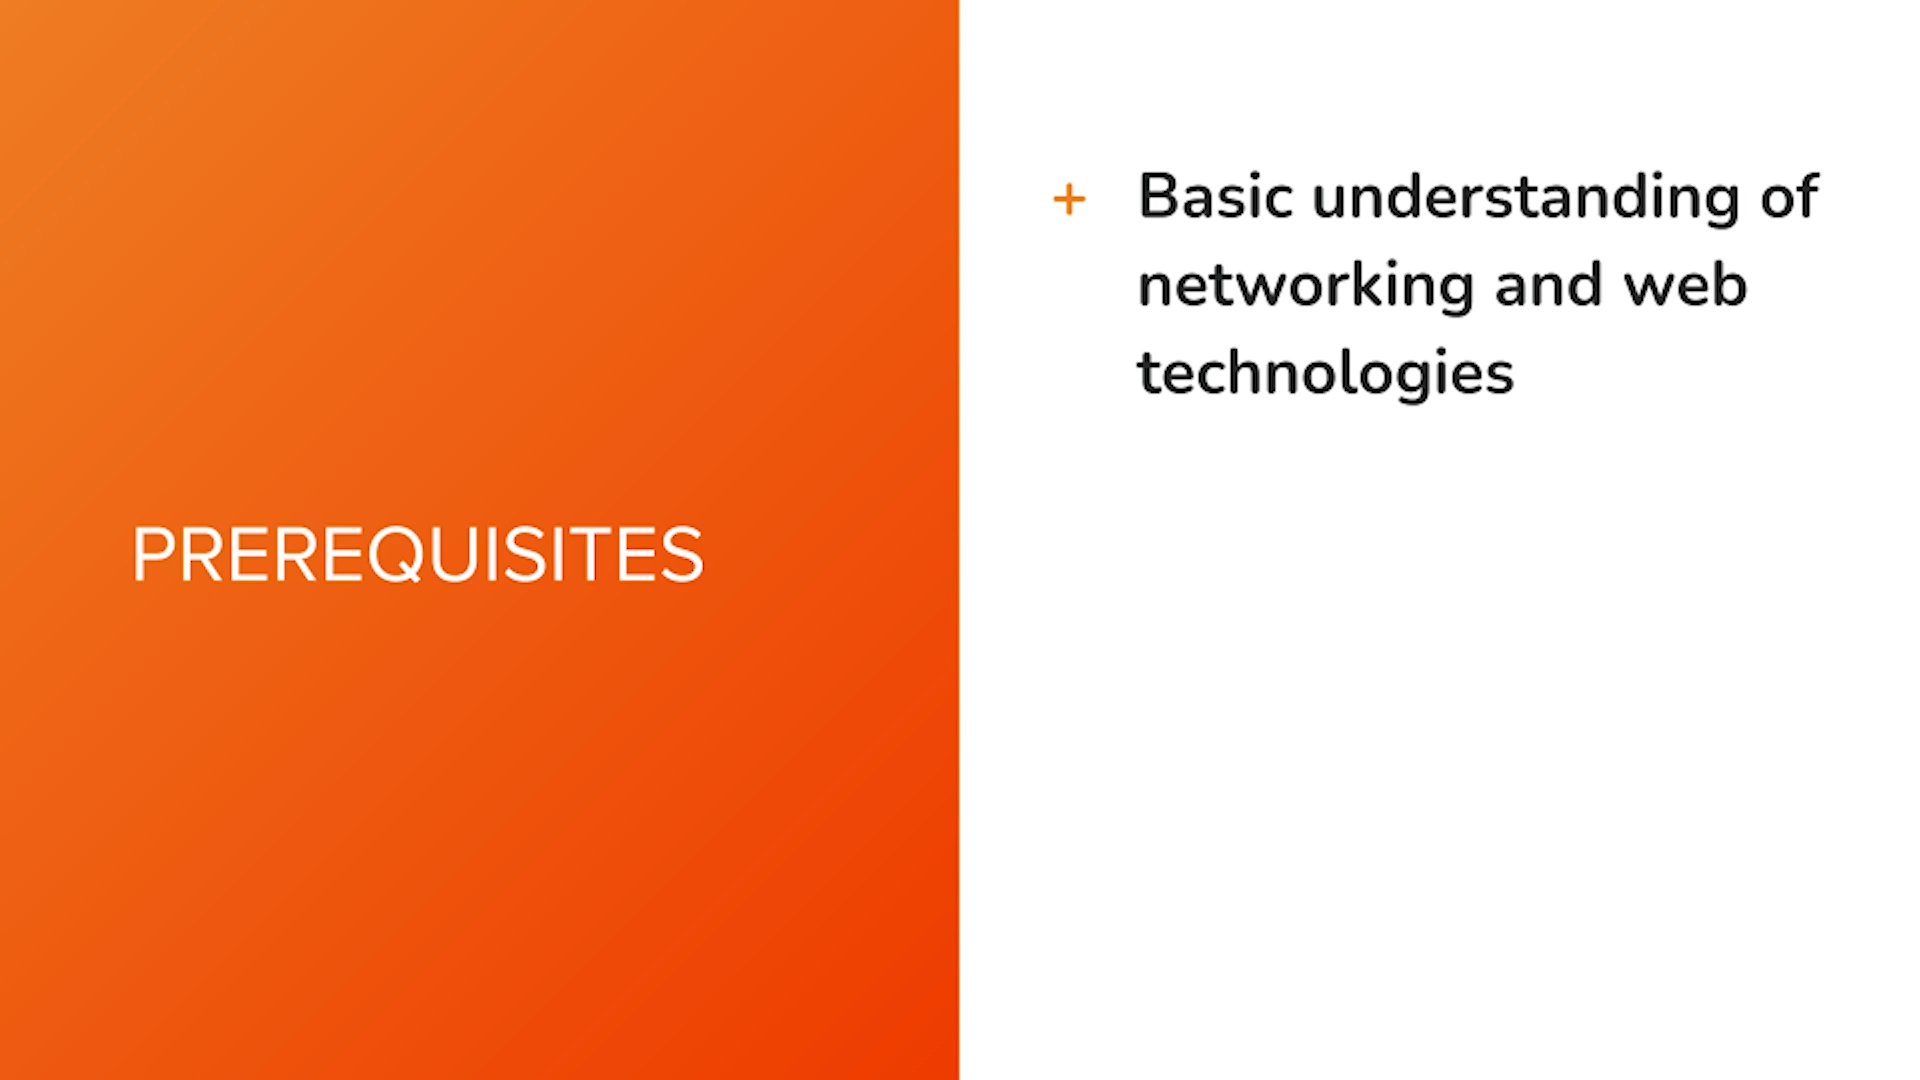 PREREQUISITES
+ Basic understanding of
networking and web
technologies